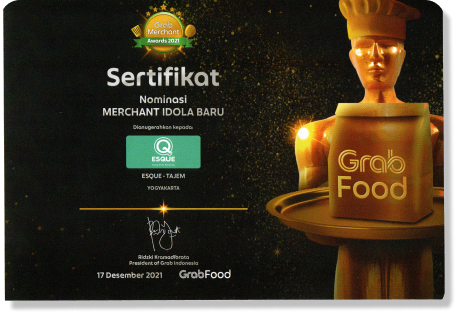 Grab
Merchant
Awards 2021
Sertifikat
Nominasi
MERCHANT IDOLA BARU
Dianugerahkan kepada:
Q
ESQUE
ESQUE - TAJEM
YOGYAKARTA
Ridzki Kramadibrata
President of Grab Indonesia
17 Desember 2021
GrabFood
Grab
Food